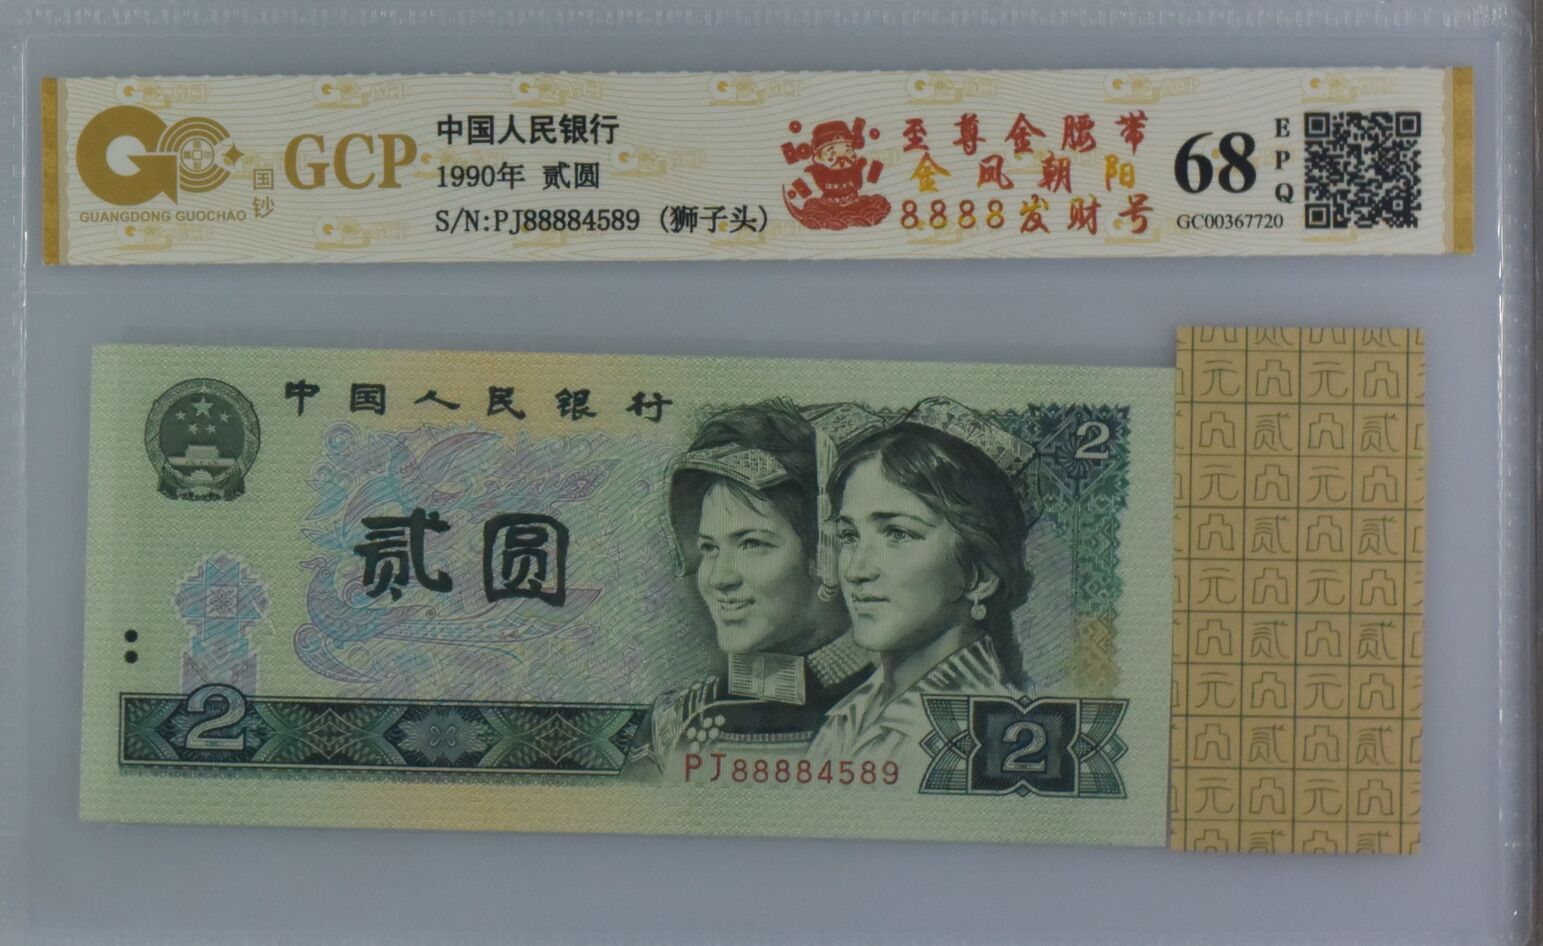 GCP
国钞
GUANGDONG GUOCHAO
中国人民银行
1990年 贰圆
S/N:PJ88884589 (狮子头)
至尊金腰带
金凤朝阳
8888发财号
68
EPQ
GC00367720
中国人民银行
2
贰圆
2
PJ88884589
2